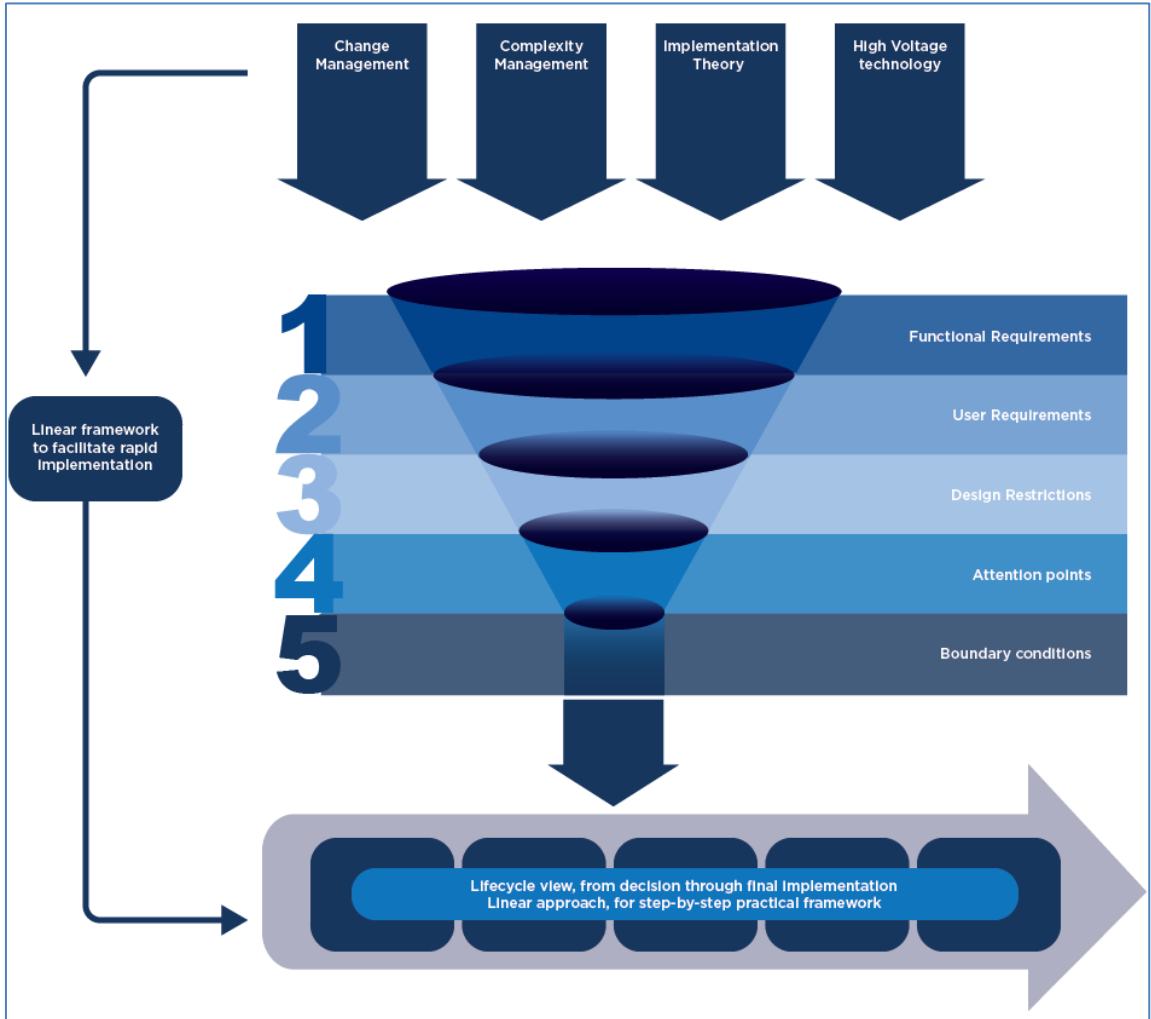 Change
Management
Complexity
Management
Implementation
Theory
High Voltage
technology
1
Functional Requirements
2
User Requirements
Linear framework
to facilitate rapid
implementation
3
Design Restrictions
4
Attention points
5
Boundary conditions
Lifecycle view, from decision through final implementation
Linear approach, for step-by-step practical framework